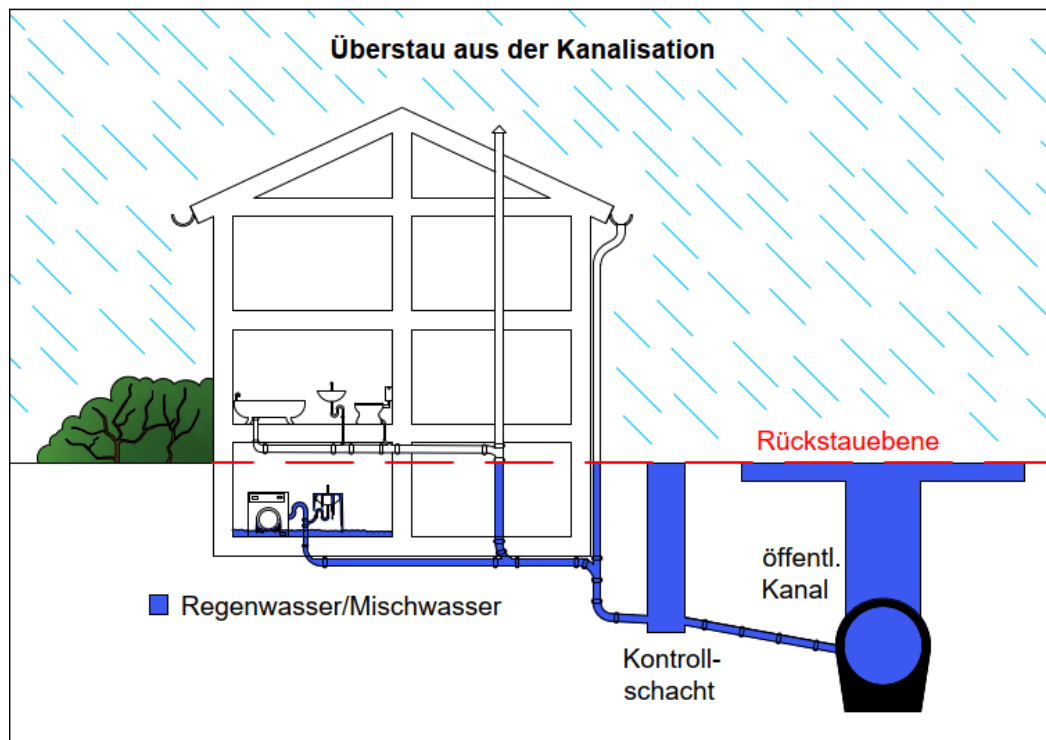 Überstau aus der Kanalisation
Rückstauebene
öffentl.
Kanal
Regenwasser/Mischwasser
Kontroll-
schacht